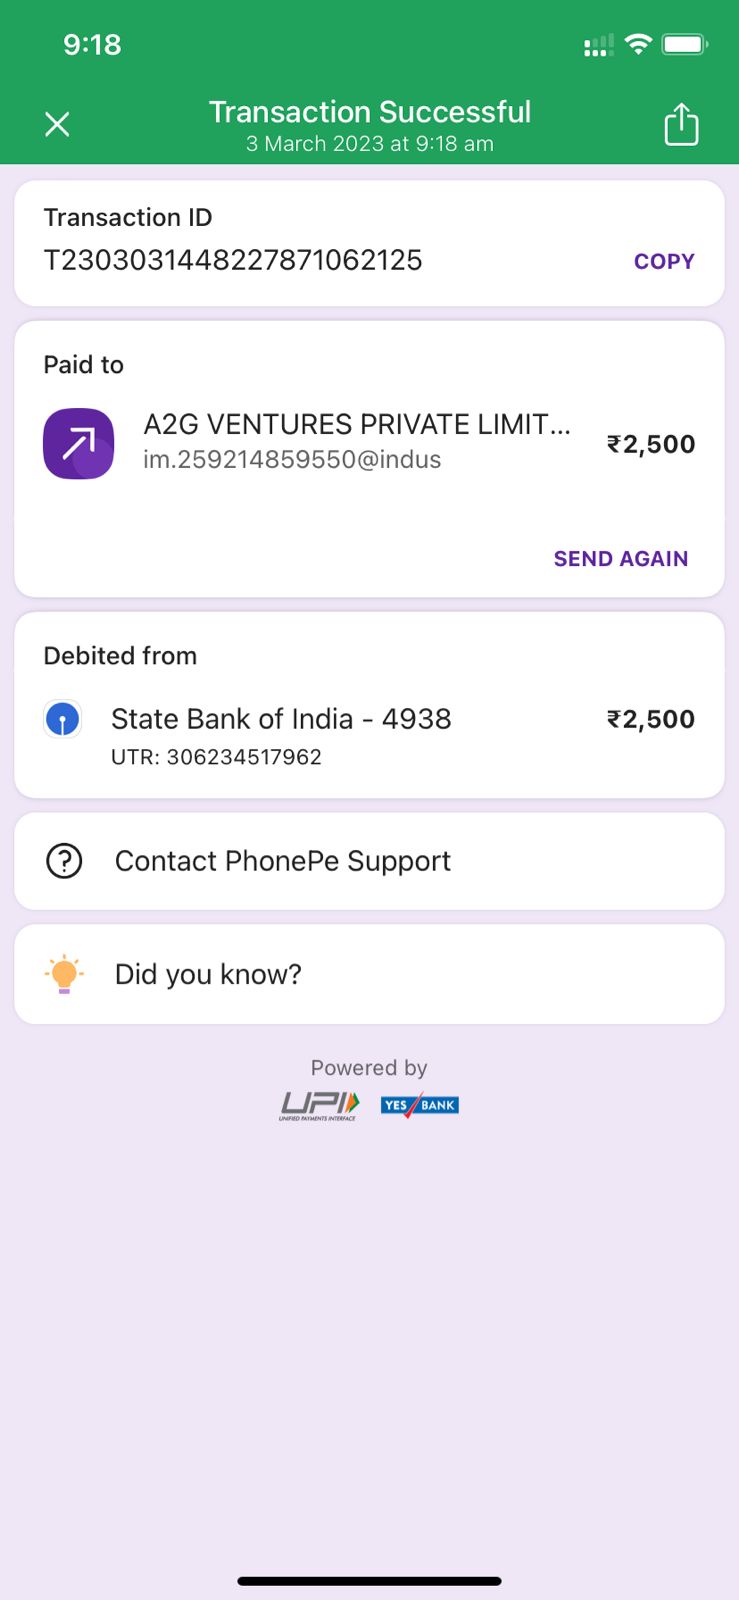 9:18
Transaction Successful
3 March 2023 at 9:18 am
Transaction ID
T2303031448227871062125
COPY
Paid to
A2G VENTURES PRIVATE LIMIT...
₹2,500
im.259214859550@indus
SEND AGAIN
Debited from
State Bank of India - 4938
₹2,500
UTR: 306234517962
Contact PhonePe Support
Did you know?
Powered by
UPI
UNIFIED PAYMENTS INTERFACE
YES BANK